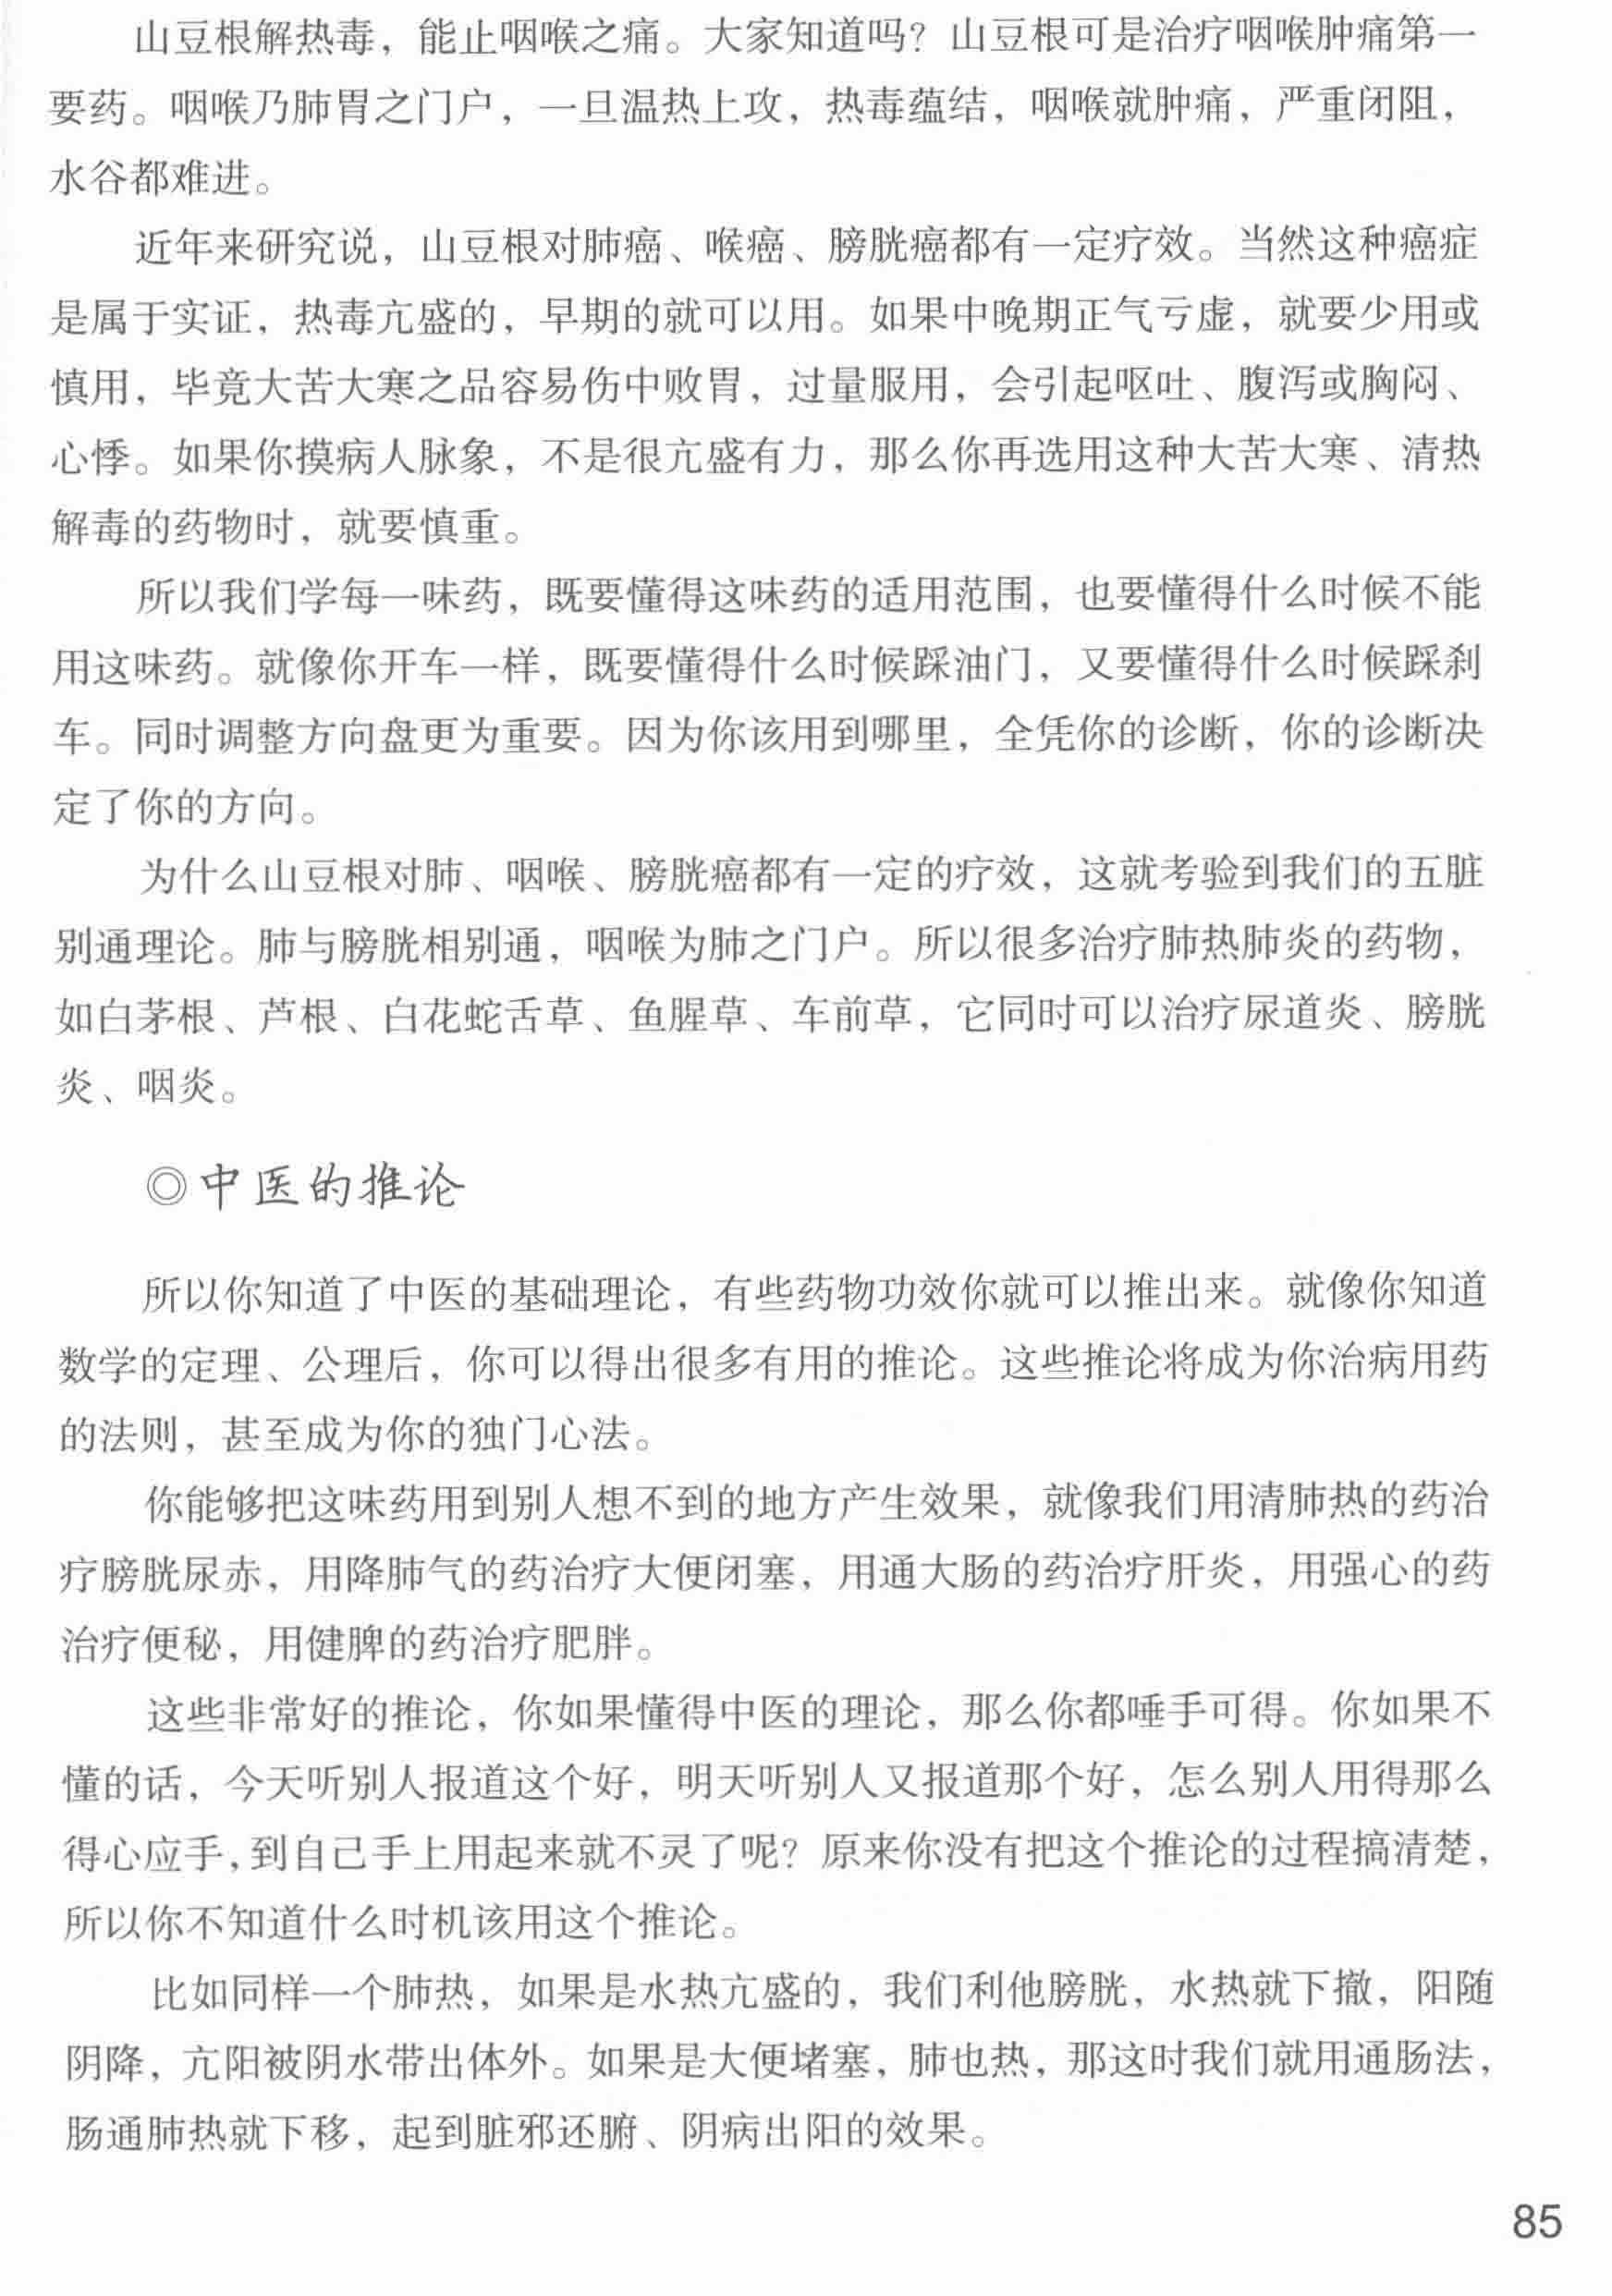 山豆根解热毒，能止咽喉之痛。大家知道吗？山豆根可是治疗咽喉肿痛第一
要药。咽喉乃肺胃之门户，一旦温热上攻，热毒蕴结，咽喉就肿痛，严重闭阻，
水谷都难进。
近年来研究说，山豆根对肺癌、喉癌、膀胱癌都有一定疗效。当然这种癌症
是属于实证，热毒亢盛的，早期的就可以用。如果中晚期正气亏虚，就要少用或
慎用，毕竟大苦大寒之品容易伤中败胃，过量服用，会引起呕吐、腹泻或胸闷、
心悸。如果你摸病人脉象，不是很亢盛有力，那么你再选用这种大苦大寒、清热
解毒的药物时，就要慎重。
所以我们学每一味药，既要懂得这味药的适用范围，也要懂得什么时候不能
用这味药。就像你开车一样，既要懂得什么时候踩油门，又要懂得什么时候踩刹
车。同时调整方向盘更为重要。因为你该用到哪里，全凭你的诊断，你的诊断决
定了你的方向。
为什么山豆根对肺、咽喉、膀胱癌都有一定的疗效，这就考验到我们的五脏
别通理论。肺与膀胱相别通，咽喉为肺之门户。所以很多治疗肺热肺炎的药物，
如白茅根、芦根、白花蛇舌草、鱼腥草、车前草，它同时可以治疗尿道炎、膀胱
炎、咽炎。
◎中医的推论
所以你知道了中医的基础理论，有些药物功效你就可以推出来。就像你知道
数学的定理、公理后，你可以得出很多有用的推论。这些推论将成为你治病用药
的法则，甚至成为你的独门心法。
你能够把这味药用到别人想不到的地方产生效果，就像我们用清肺热的药治
疗膀胱尿赤，用降肺气的药治疗大便闭塞，用通大肠的药治疗肝炎，用强心的药
治疗便秘，用健脾的药治疗肥胖。
这些非常好的推论，你如果懂得中医的理论，那么你都唾手可得。你如果不
懂的话，今天听别人报道这个好，明天听别人又报道那个好，怎么别人用得那么
得心应手，到自己手上用起来就不灵了呢？原来你没有把这个推论的过程搞清楚，
所以你不知道什么时机该用这个推论。
比如同样一个肺热，如果是水热亢盛的，我们利他膀胱，水热就下撤，阳随
阴降，亢阳被阴水带出体外。如果是大便堵塞，肺也热，那这时我们就用通肠法，
肠通肺热就下移，起到脏邪还腑、阴病出阳的效果。
85